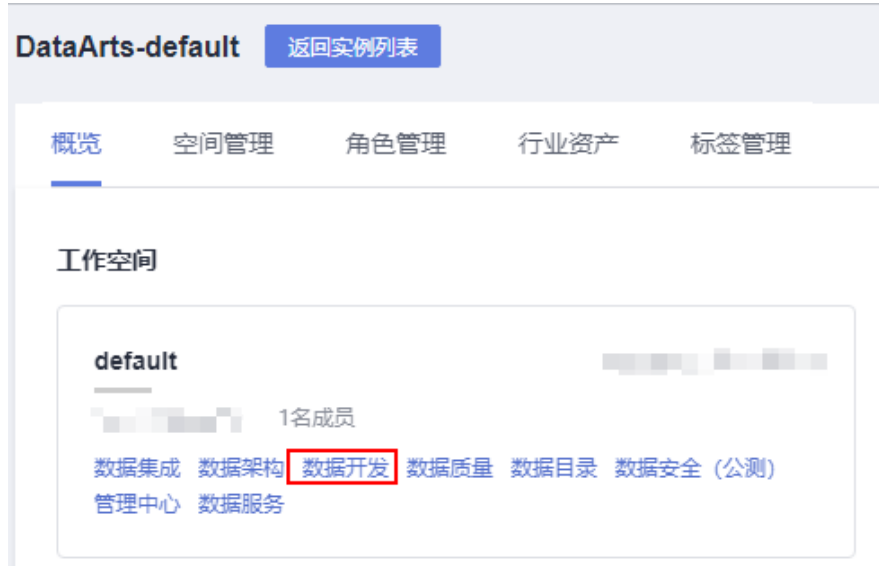 DataArts-default 返回实例列表
概览 空间管理 角色管理 行业资产 标签管理
工作空间
default
1名成员
数据集成 数据架构 数据开发 数据质量 数据目录 数据安全 (公测)
管理中心 数据服务